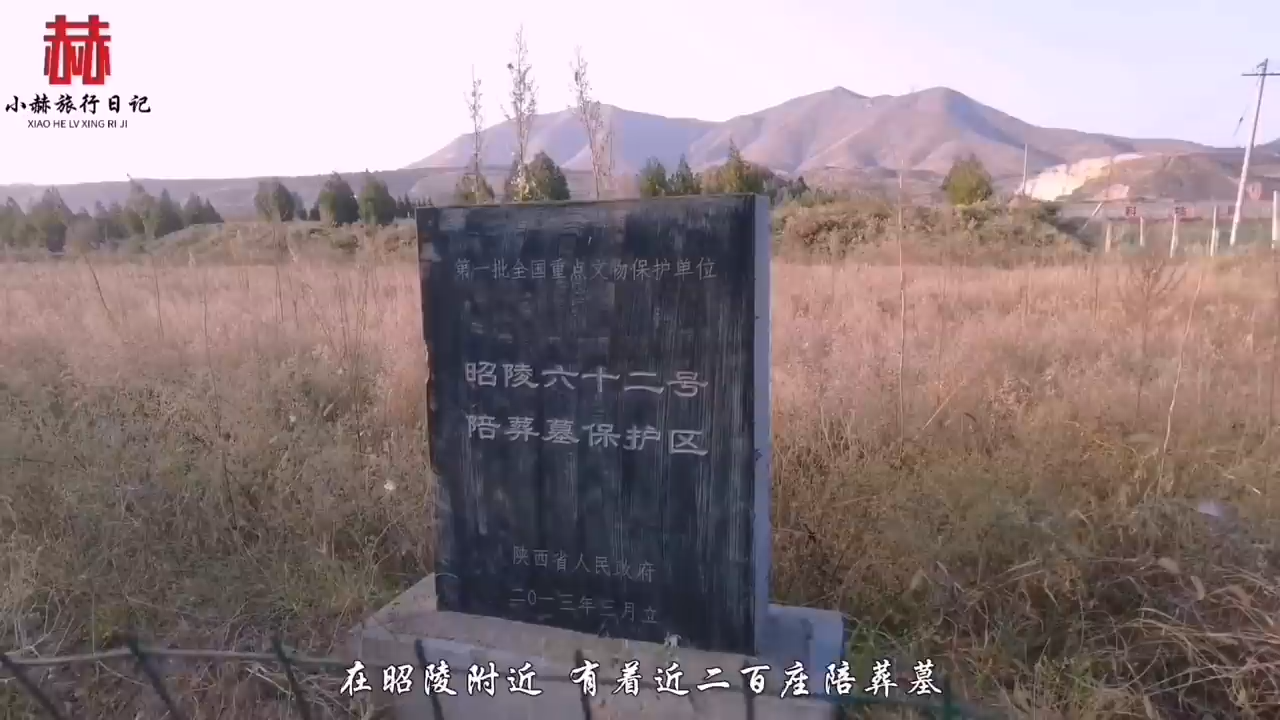 赫
小赫旅行日记
XIAO HE LV XING RI JI
第一批全国重点文物保护单位
昭陵六十二号
陪葬墓保护区
陕西省人民政府
二〇一三年三月立
在昭陵附近 有着近二百座陪葬墓